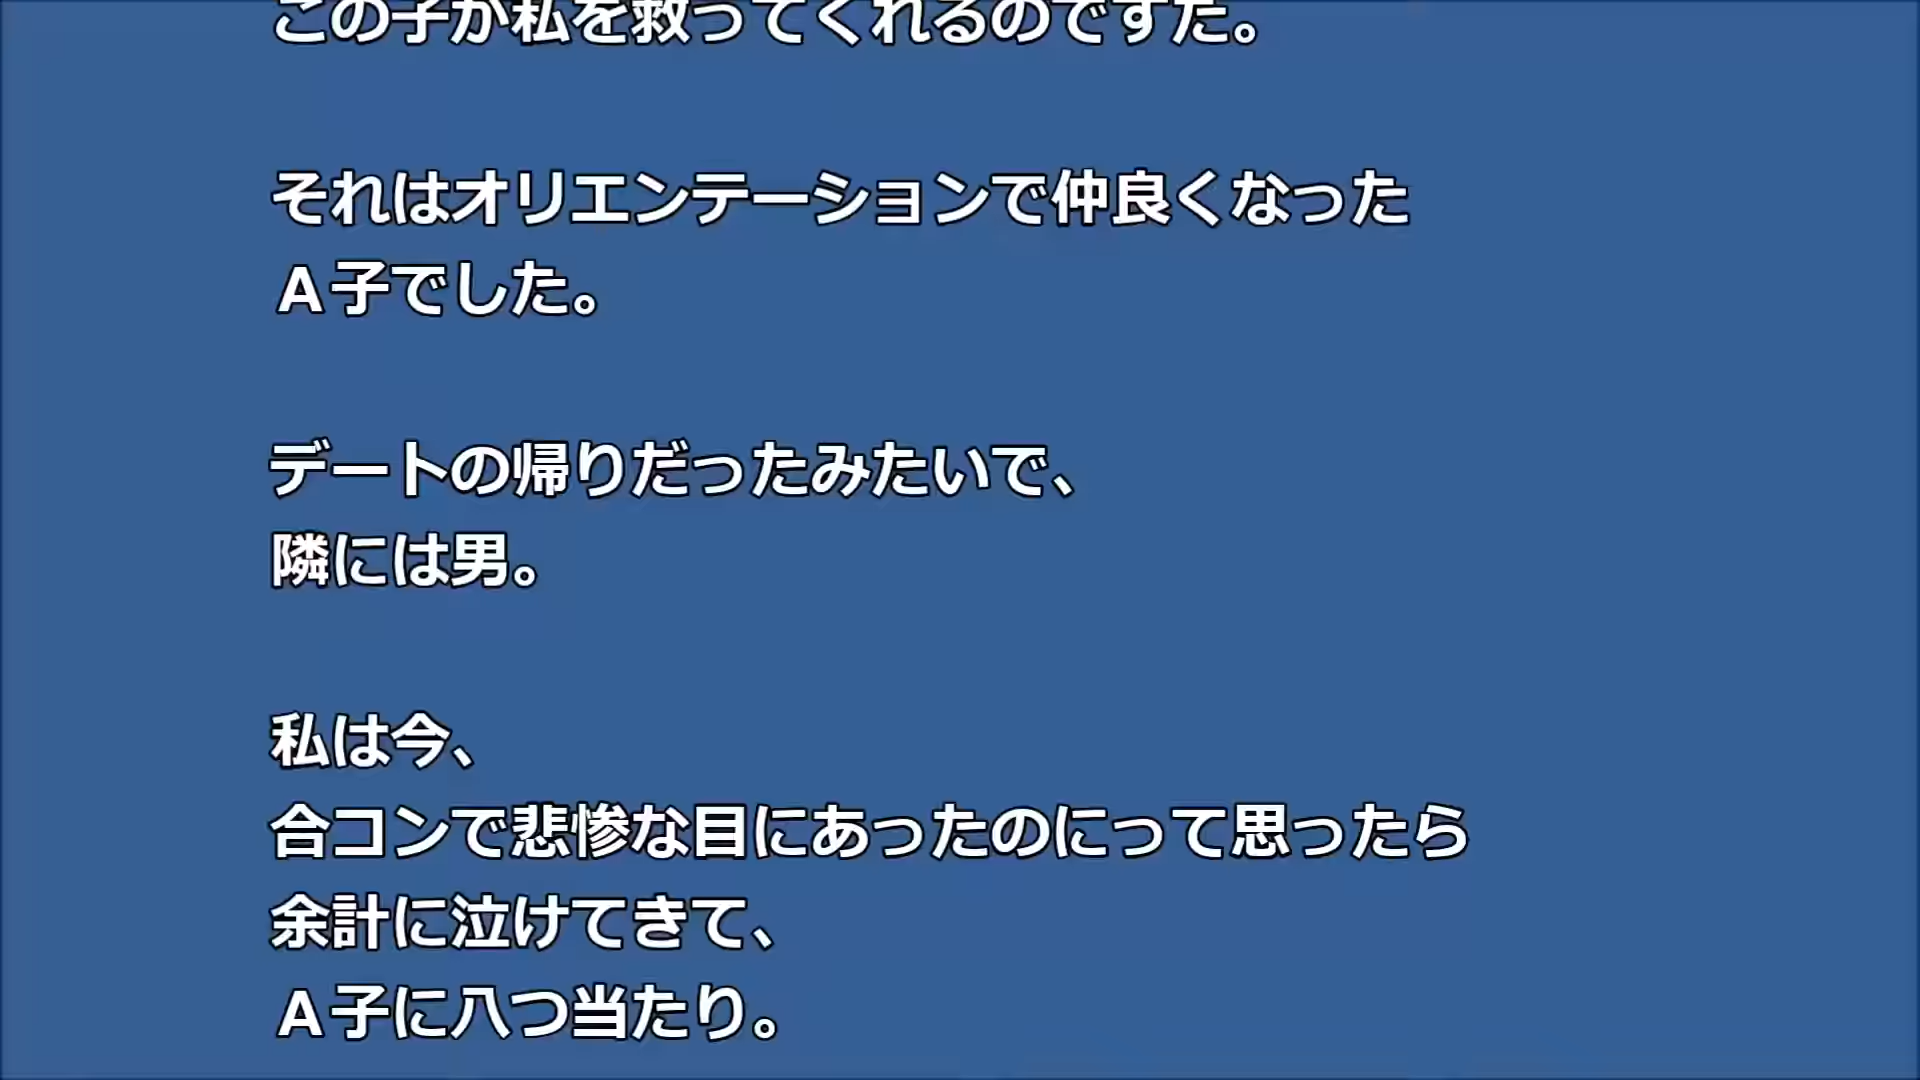 この子が私を救ってくれるのですた。
それはオリエンテーションで仲良くなった
Ａ子でした。
デートの帰りだったみたいで、
隣には男。
私は今、
合コンで悲惨な目にあったのにって思ったら
余計に泣けてきて、
Ａ子に八つ当たり。